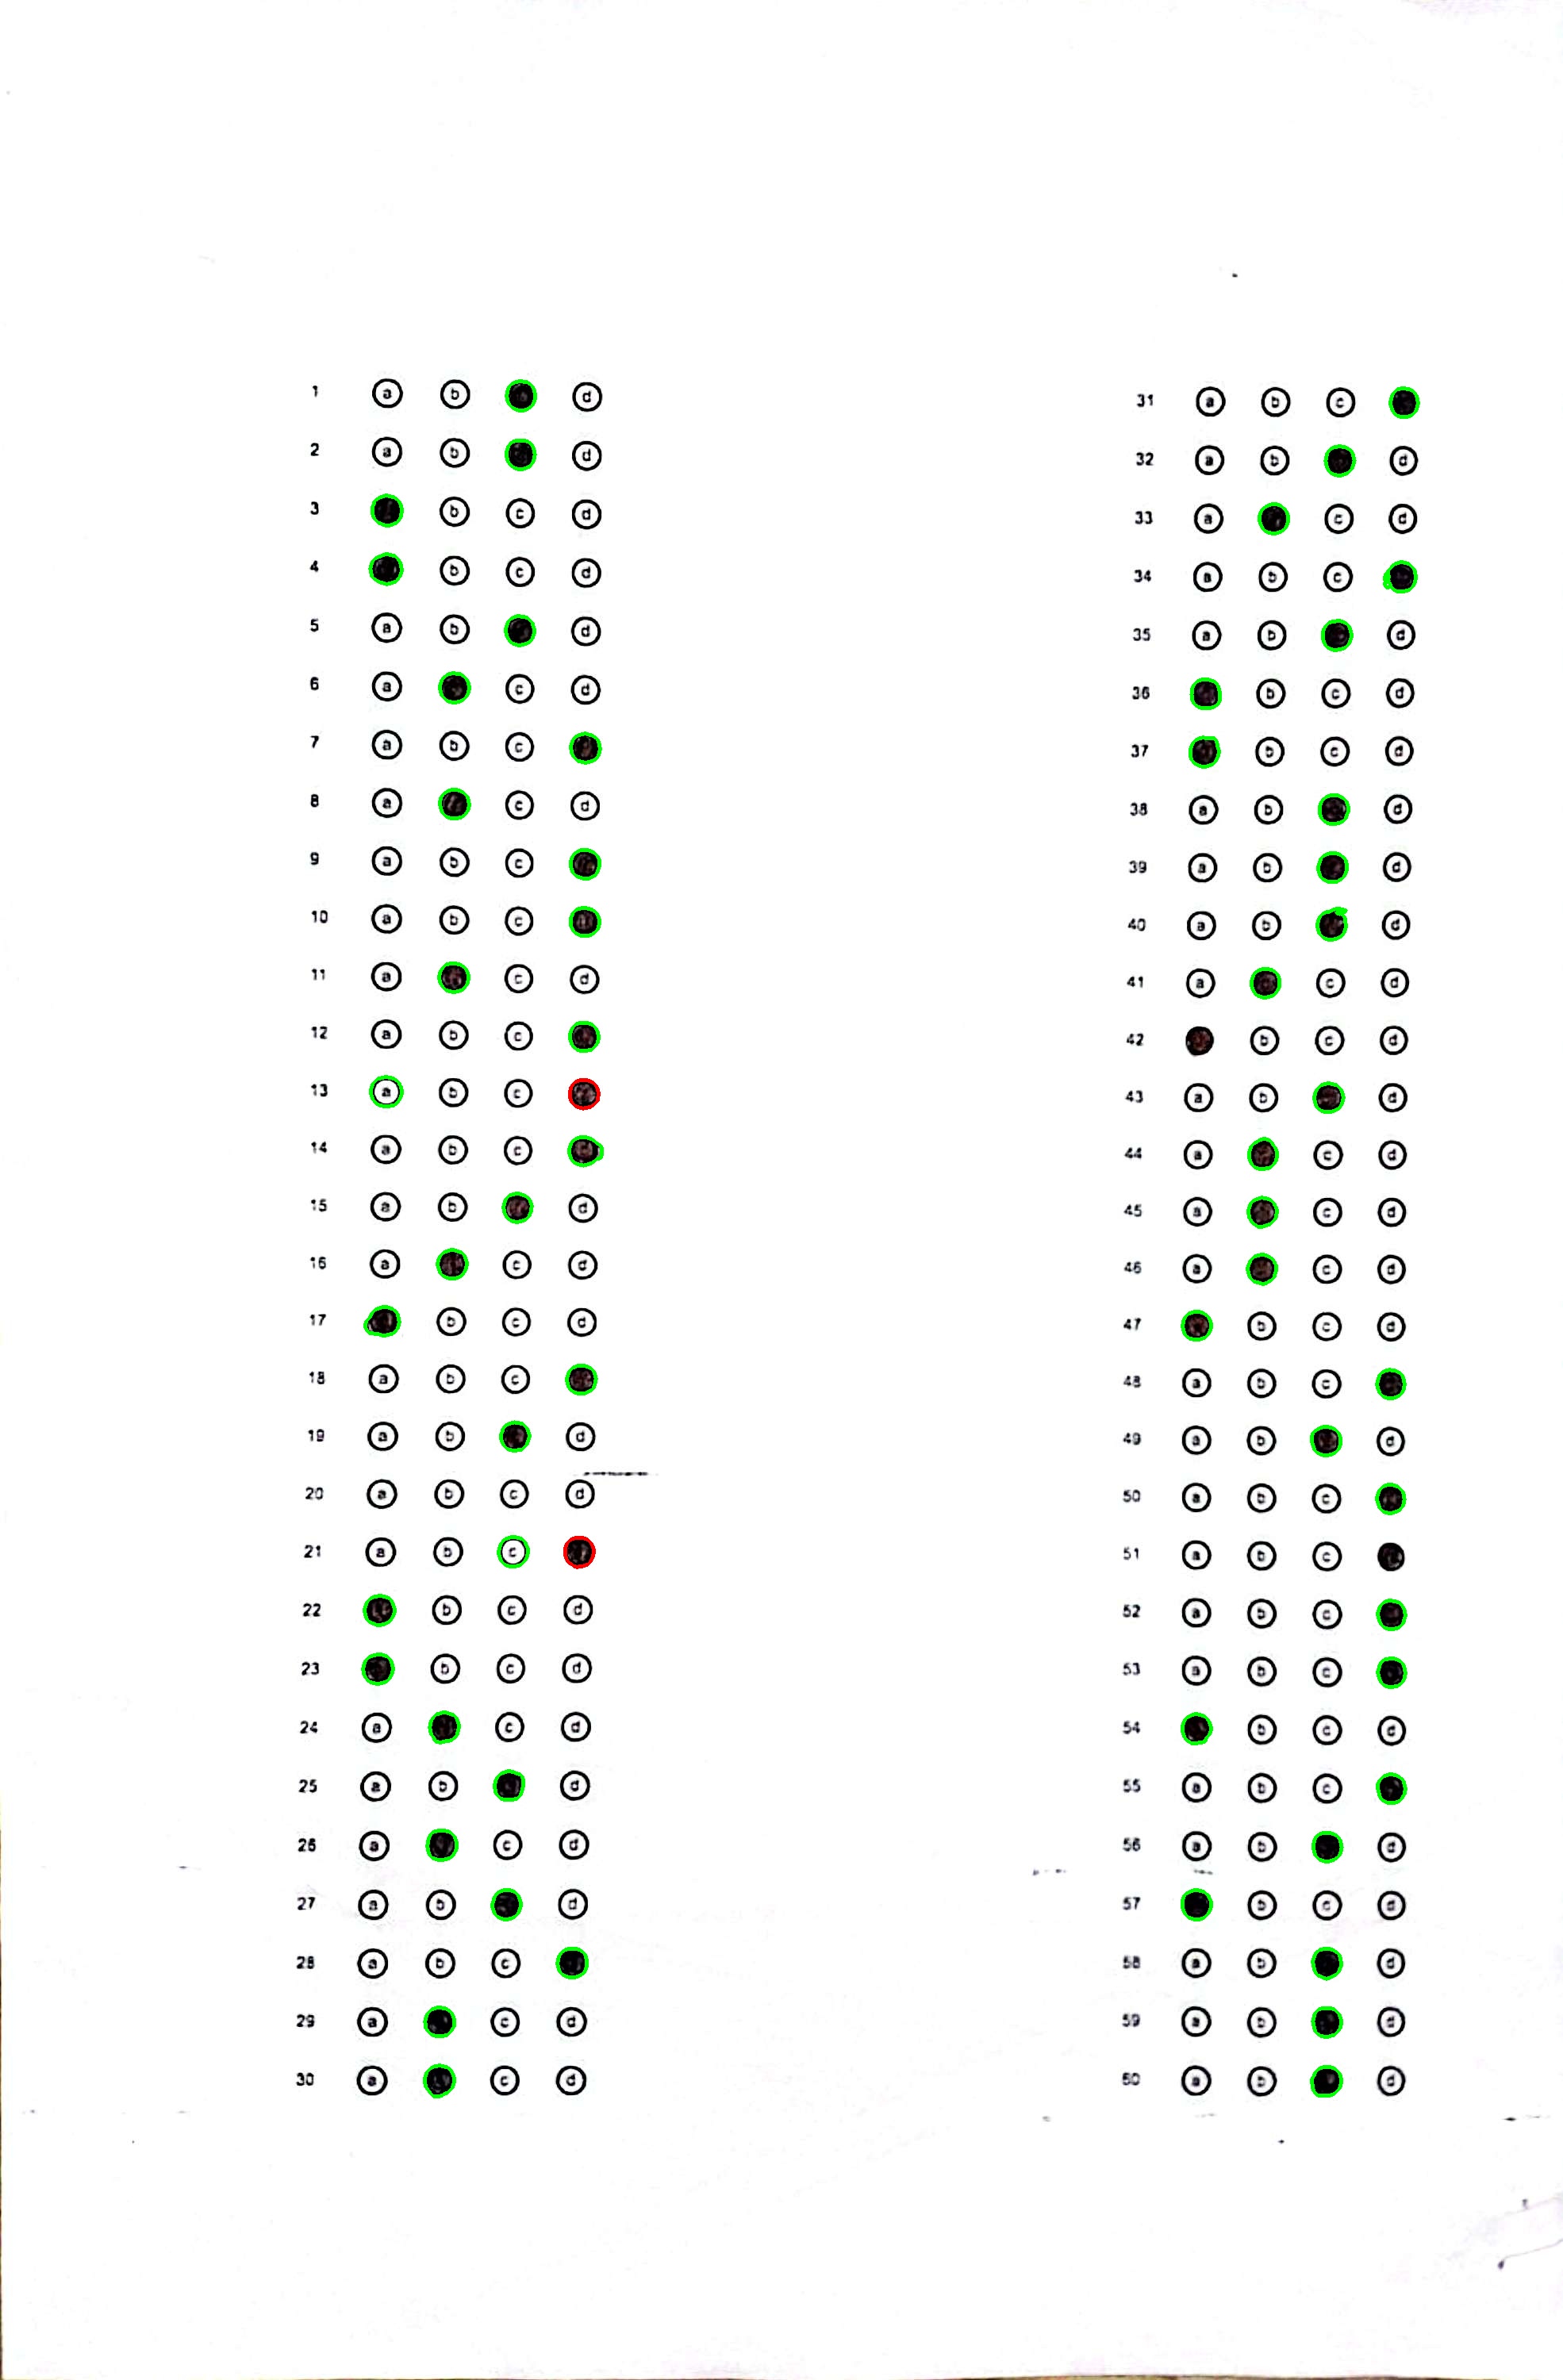 1 a b d
2 a b d
3 b c d
4 b c d
5 a b d
6 a c d
7 a b c
8 a c d
9 a b c
10 a b c
11 a c d
12 a b c
13 a b c
14 a b c
15 a b d
16 a c d
17 b c d
18 a b c
19 a b d
20 a b c d
21 a b c
22 b c d
23 b c d
24 a c d
25 a b d
26 a c d
27 a b d
28 a b c
29 a c d
30 a c d
31 a b c
32 a b d
33 a c d
34 a b c
35 a b d
36 b c d
37 b c d
38 a b d
39 a b d
40 a b d
41 a c d
42 b c d
43 a b d
44 a c d
45 a c d
46 a c d
47 b c d
48 a b c
49 a b d
50 a b c
51 a b c
52 a b c
53 a b c
54 b c d
55 a b c
56 a b d
57 b c d
58 a b d
59 a b d
60 a b d